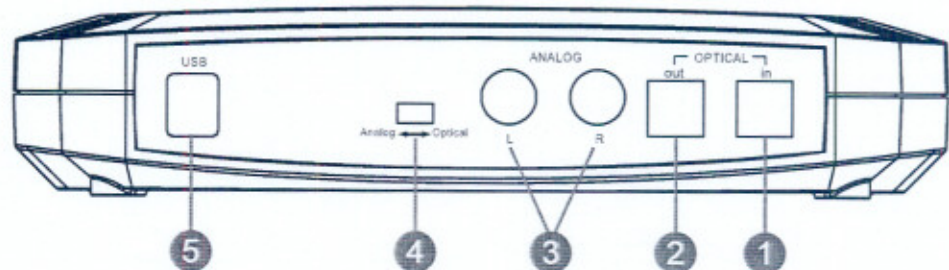 USB
ANALOG
OPTICAL
out
in
Analog
Optical
L
R
5
4
3
2
1